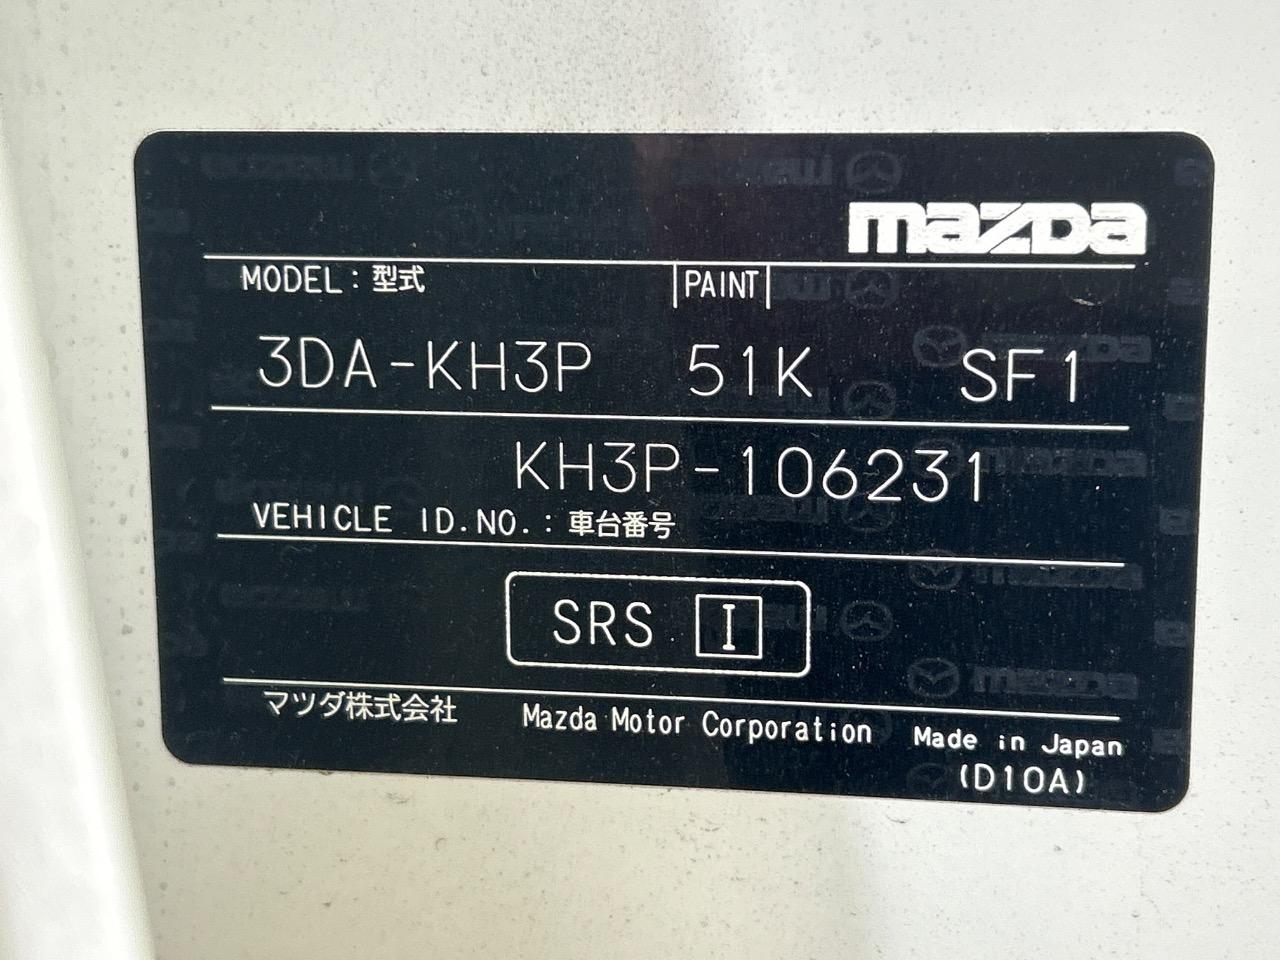 mazda
MODEL：型式 PAINT
3DA-KH3P 51K SF1
KH3P-106231
VEHICLE ID.NO.：車台番号
SRS I
マツダ株式会社 Mazda Motor Corporation Made in Japan
(D10A)